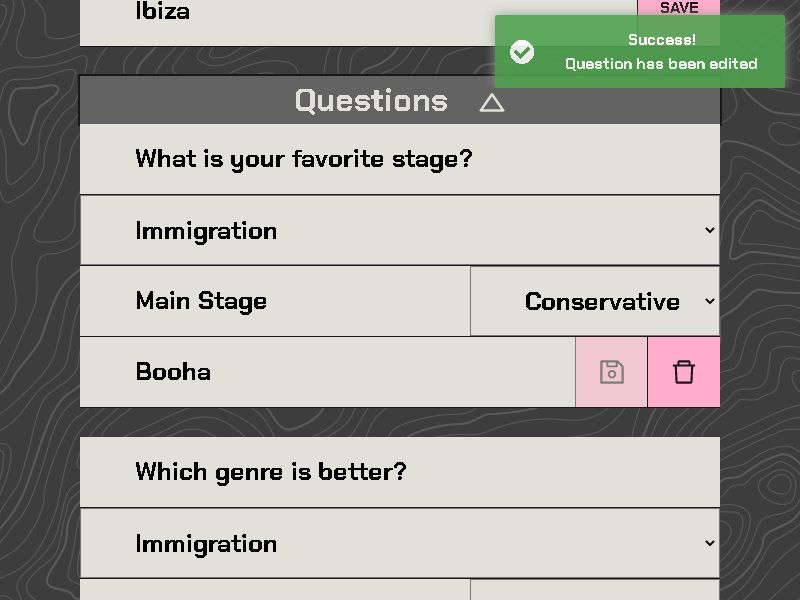 Ibiza
SAVE
Success!
Question has been edited
Questions
What is your favorite stage?
Immigration
Main Stage
Conservative
Booha
Which genre is better?
Immigration